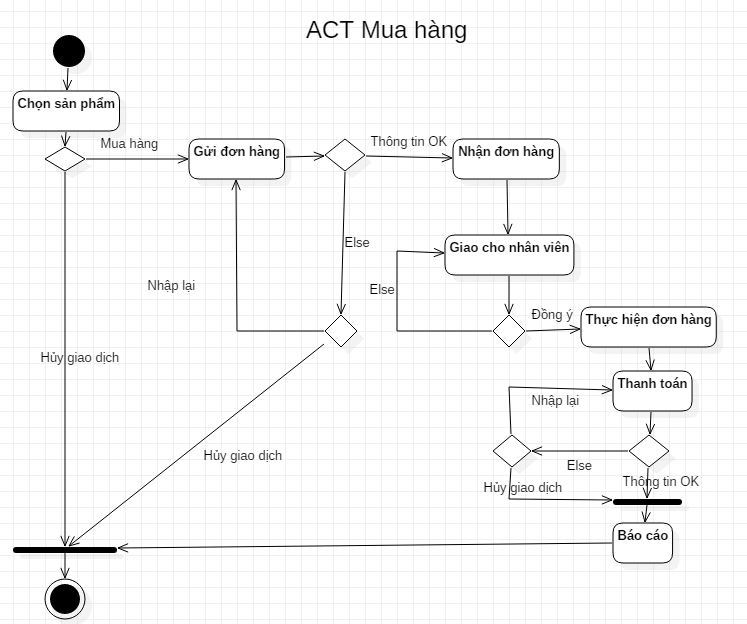 ACT Mua hàng
Chọn sản phẩm
Mua hàng
Gửi đơn hàng
Thông tin OK
Nhận đơn hàng
Else
Giao cho nhân viên
Nhập lại
Else
Đồng ý
Thực hiện đơn hàng
Hủy giao dịch
Thanh toán
Nhập lại
Hủy giao dịch
Else
Thông tin OK
Hủy giao dịch
Báo cáo